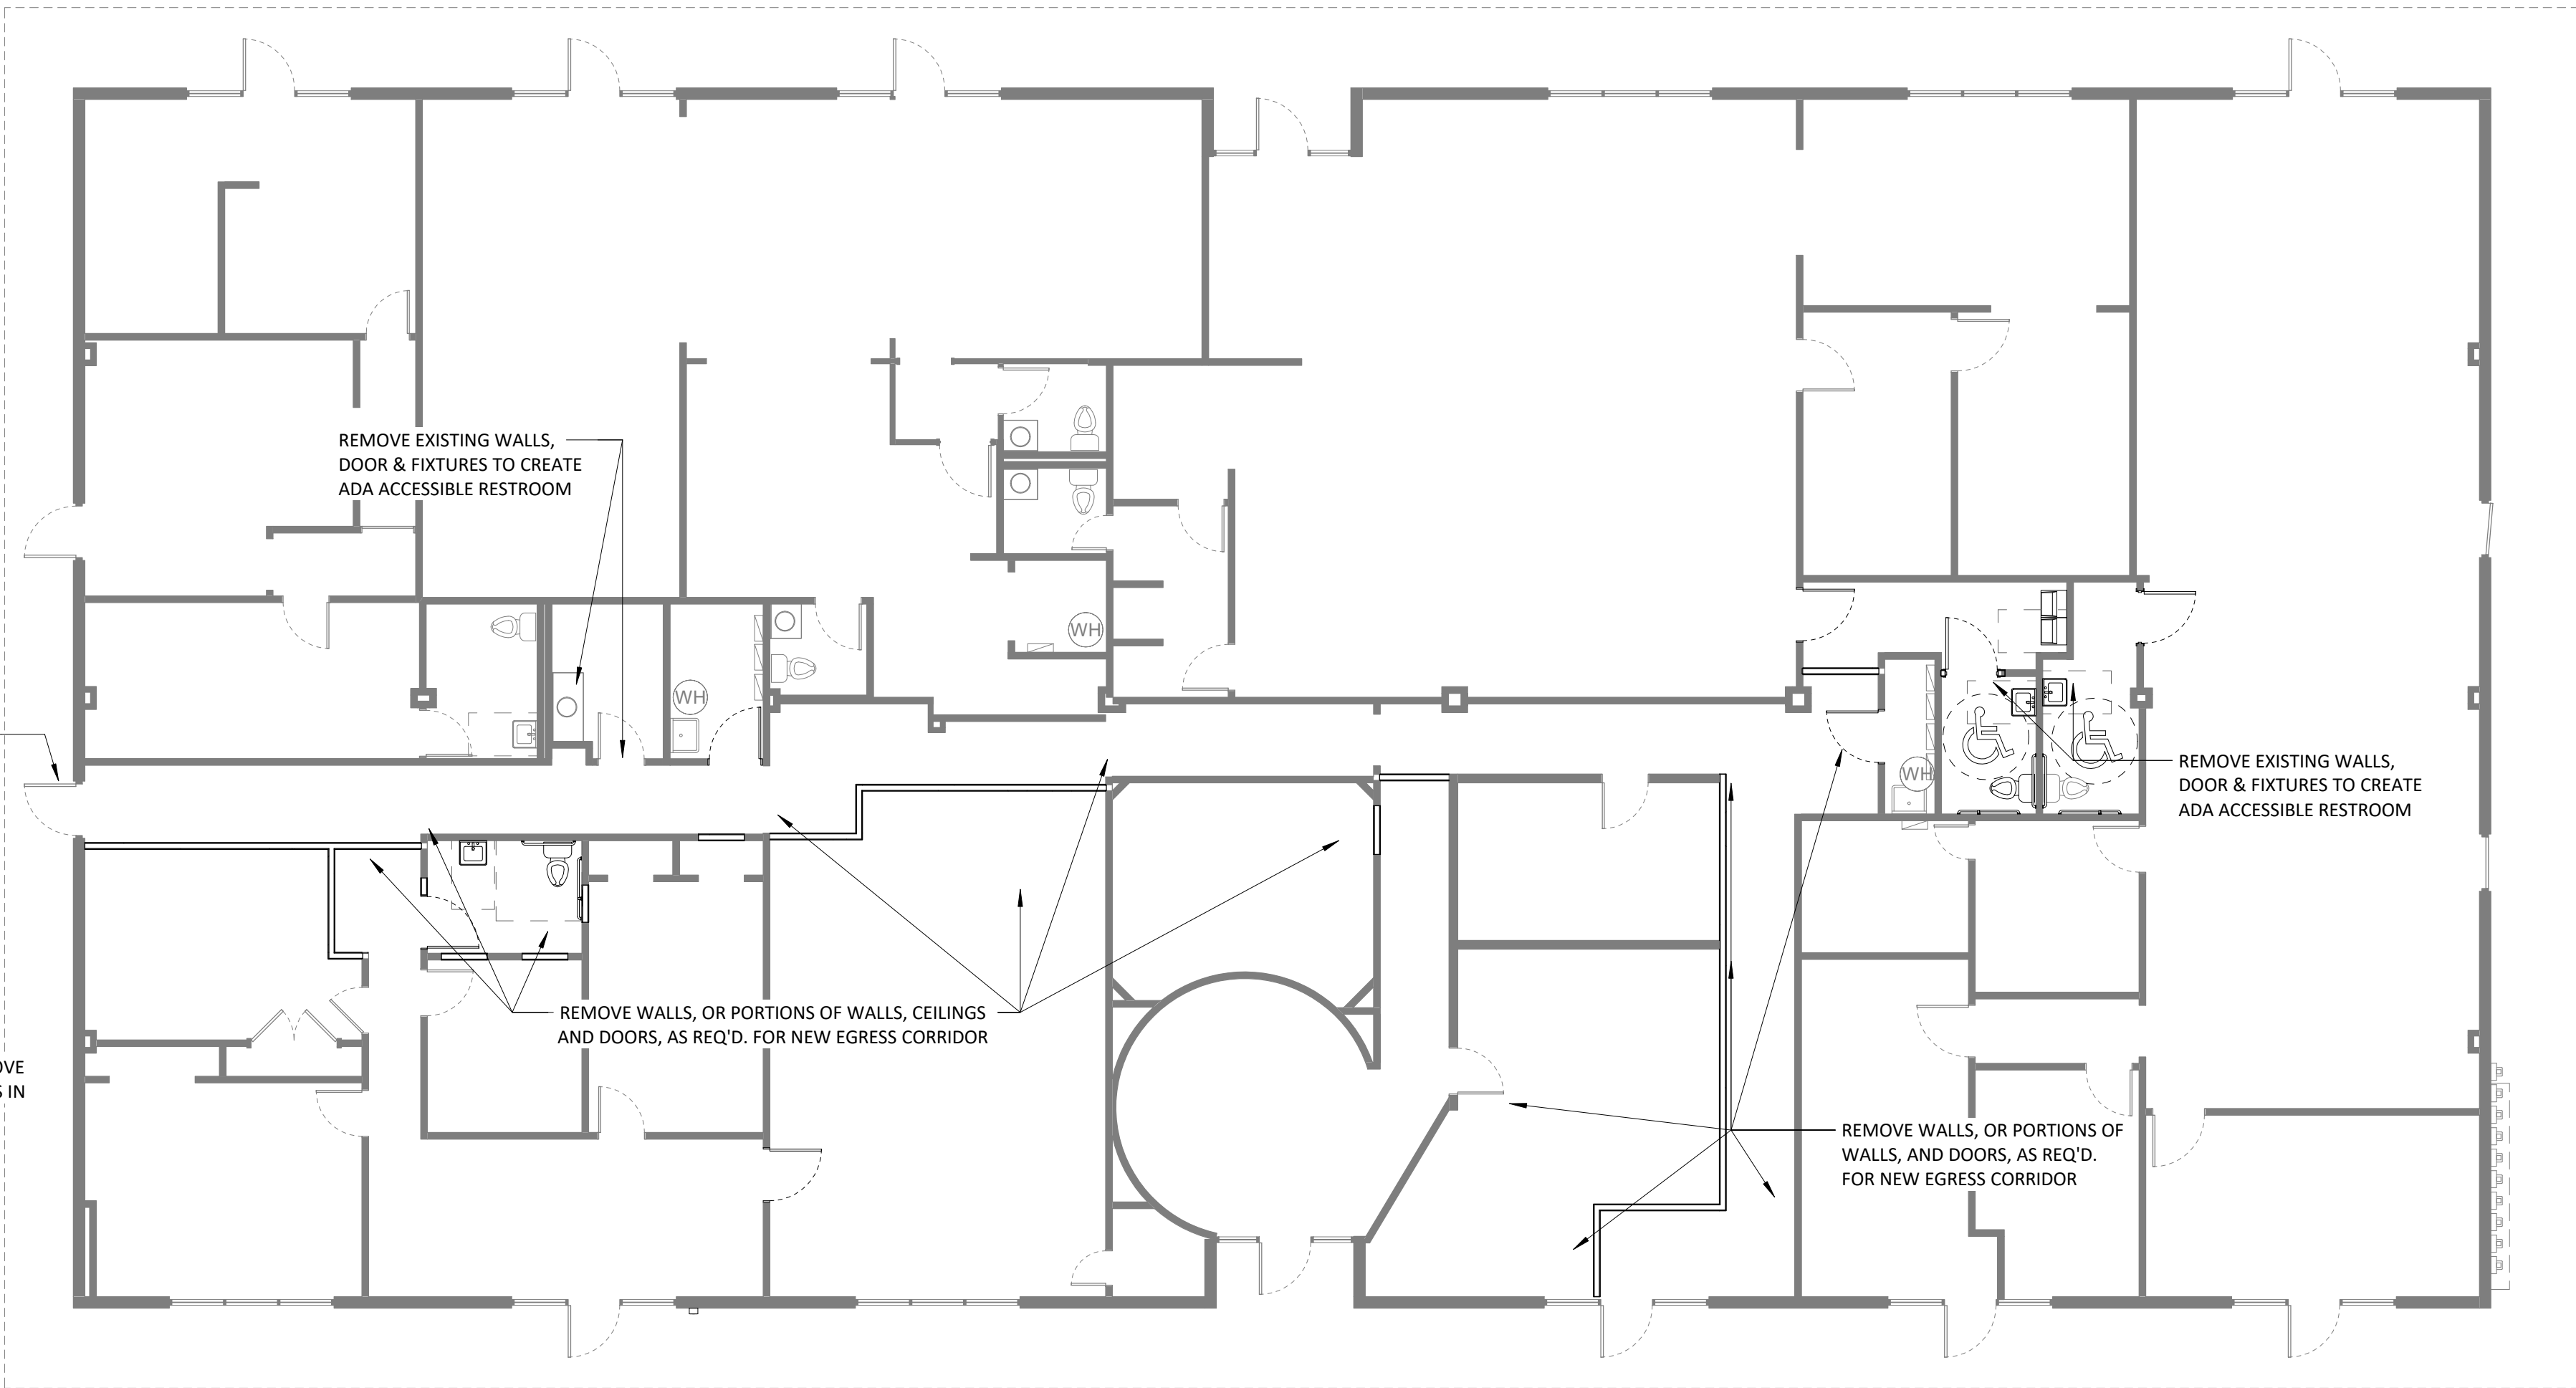 REMOVE EXISTING WALLS,
DOOR & FIXTURES TO CREATE
ADA ACCESSIBLE RESTROOM
WH
WH
WH
REMOVE EXISTING WALLS,
DOOR & FIXTURES TO CREATE
ADA ACCESSIBLE RESTROOM
REMOVE WALLS, OR PORTIONS OF WALLS, CEILINGS
AND DOORS, AS REQ'D. FOR NEW EGRESS CORRIDOR
OVE
S IN
REMOVE WALLS, OR PORTIONS OF
WALLS, AND DOORS, AS REQ'D.
FOR NEW EGRESS CORRIDOR